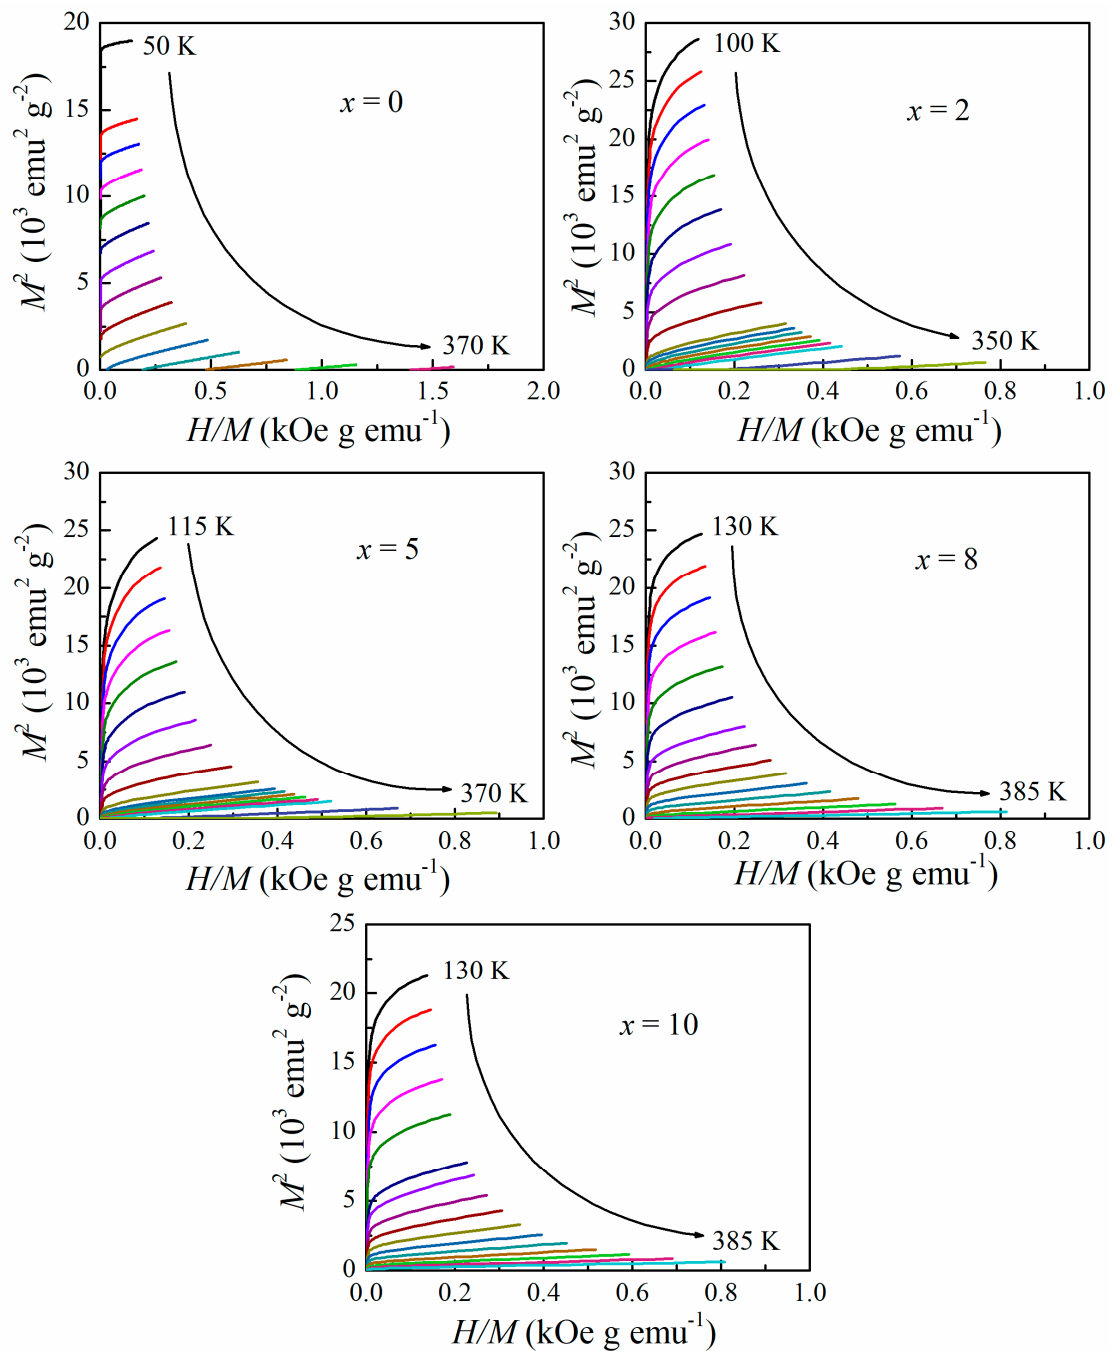 20
15
10
5
0
M² (10³ emu² g⁻²)
50 K
x = 0
370 K
0.0 0.5 1.0 1.5 2.0
H/M (kOe g emu⁻¹)
30
25
20
15
10
5
0
M² (10³ emu² g⁻²)
100 K
x = 2
350 K
0.0 0.2 0.4 0.6 0.8 1.0
H/M (kOe g emu⁻¹)
30
25
20
15
10
5
0
M² (10³ emu² g⁻²)
115 K
x = 5
370 K
0.0 0.2 0.4 0.6 0.8 1.0
H/M (kOe g emu⁻¹)
30
25
20
15
10
5
0
M² (10³ emu² g⁻²)
130 K
x = 8
385 K
0.0 0.2 0.4 0.6 0.8 1.0
H/M (kOe g emu⁻¹)
25
20
15
10
5
0
M² (10³ emu² g⁻²)
130 K
x = 10
385 K
0.0 0.2 0.4 0.6 0.8 1.0
H/M (kOe g emu⁻¹)